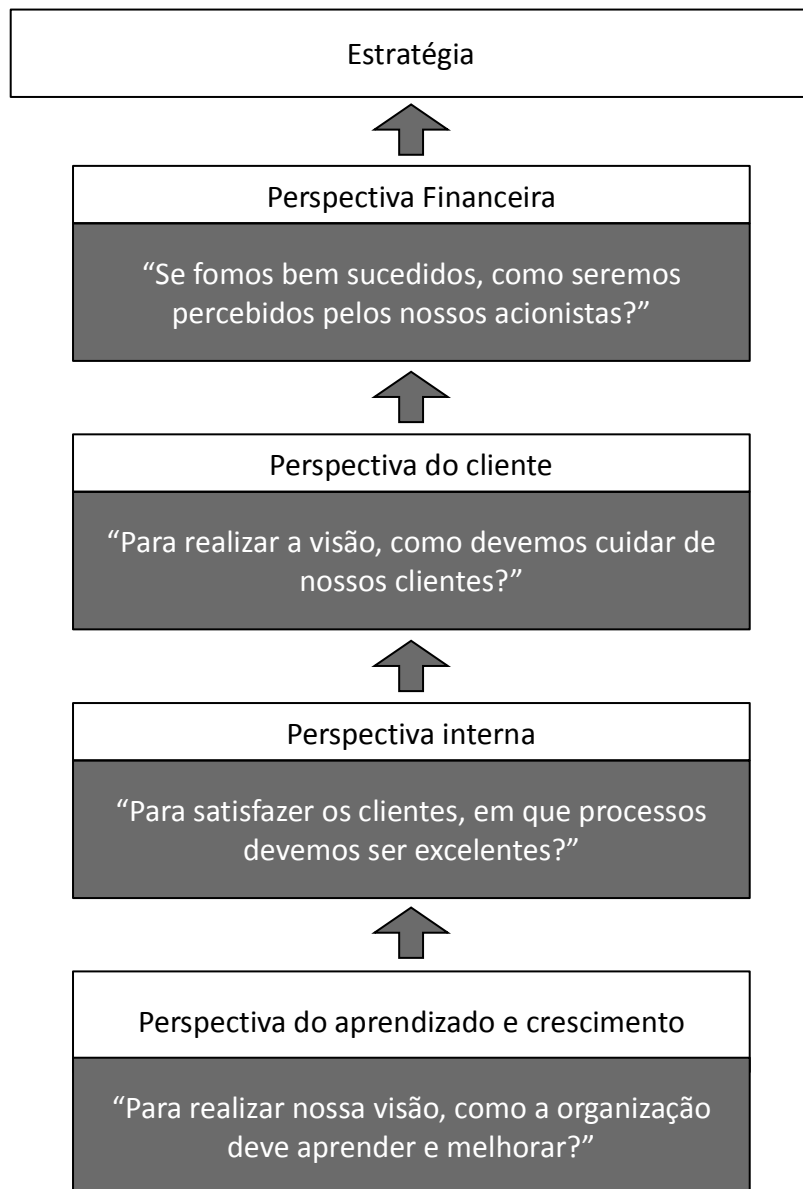 Estratégia
Perspectiva Financeira
“Se fomos bem sucedidos, como seremos
percebidos pelos nossos acionistas?”
Perspectiva do cliente
“Para realizar a visão, como devemos cuidar de
nossos clientes?”
Perspectiva interna
“Para satisfazer os clientes, em que processos
devemos ser excelentes?”
Perspectiva do aprendizado e crescimento
“Para realizar nossa visão, como a organização
deve aprender e melhorar?”